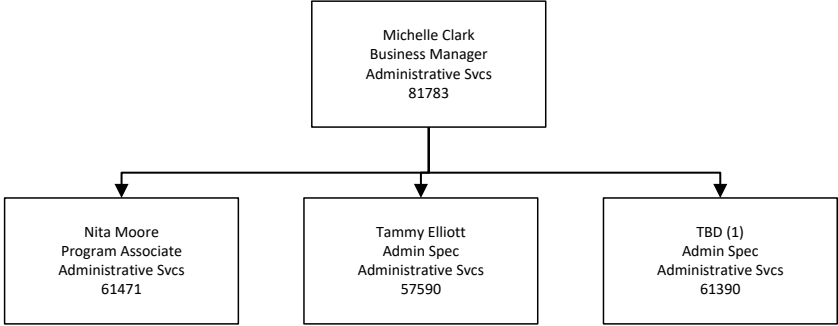 Michelle Clark
Business Manager
Administrative Svcs
81783
Nita Moore
Program Associate
Administrative Svcs
61471
Tammy Elliott
Admin Spec
Administrative Svcs
57590
TBD (1)
Admin Spec
Administrative Svcs
61390